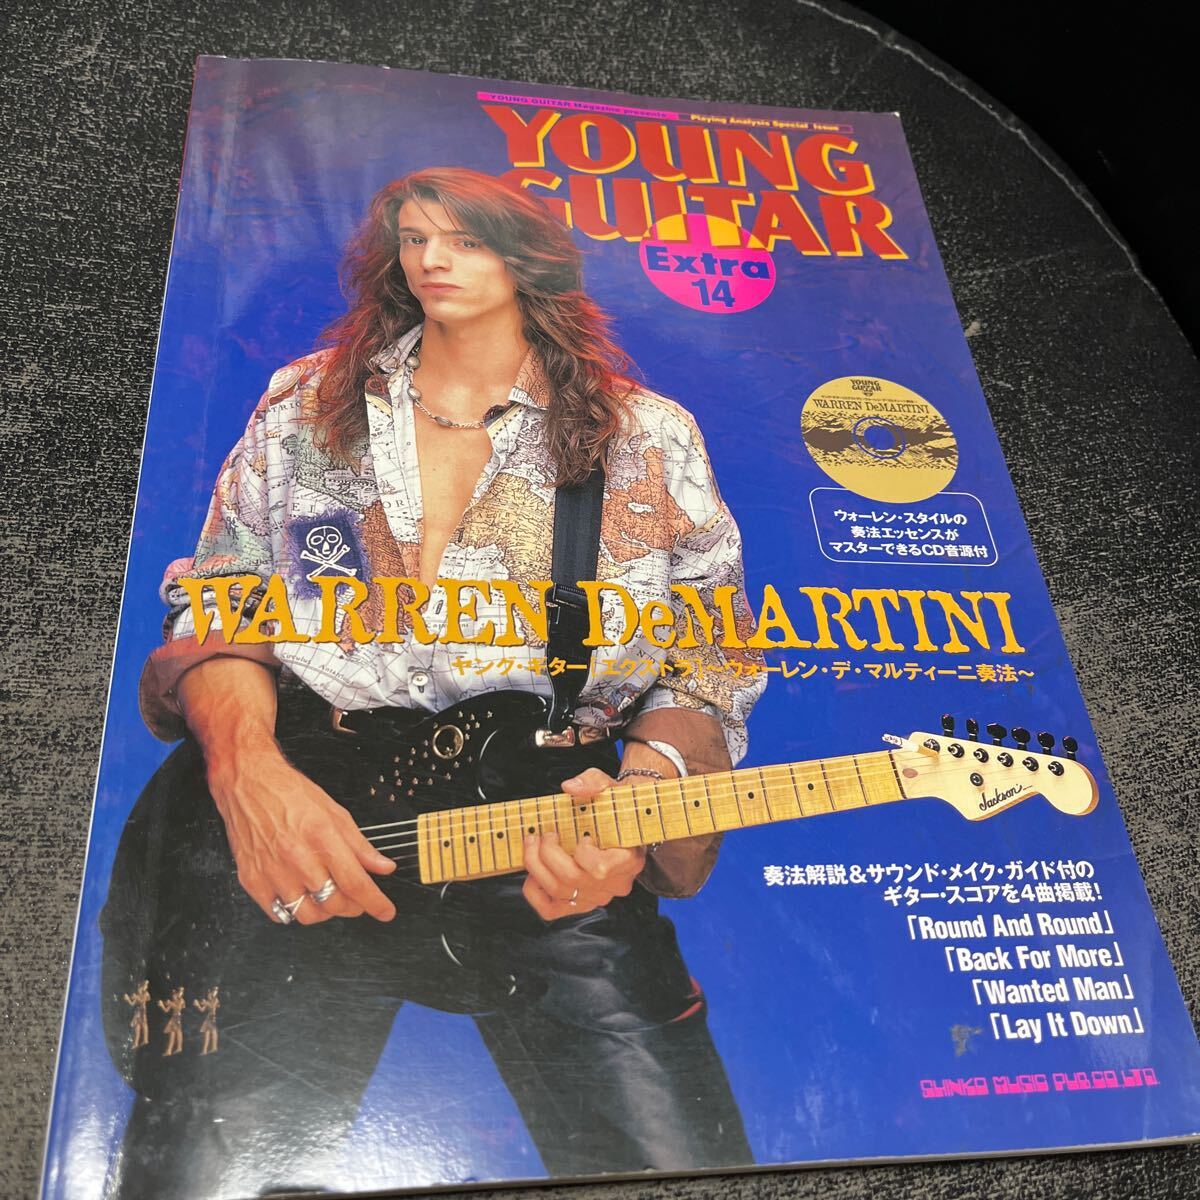 YOUNG GUITAR Magazine presents
Playing Analysis Special Issue
YOUNG
GUITAR
Extra
14
YOUNG
GUITAR
WARREN DeMARTINI
ウォーレン・スタイルの
奏法エッセンスが
マスターできるCD音源付
WARREN DeMARTINI
ヤング・ギター[エクストラ]〜ウォーレン・デ・マルティーニ奏法〜
Jackson
奏法解説&サウンド・メイク・ガイド付の
ギター・スコアを4曲掲載!
「Round And Round」
「Back For More」
「Wanted Man」
「Lay It Down」
SHINKO MUSIC PUB.CO.,LTD.